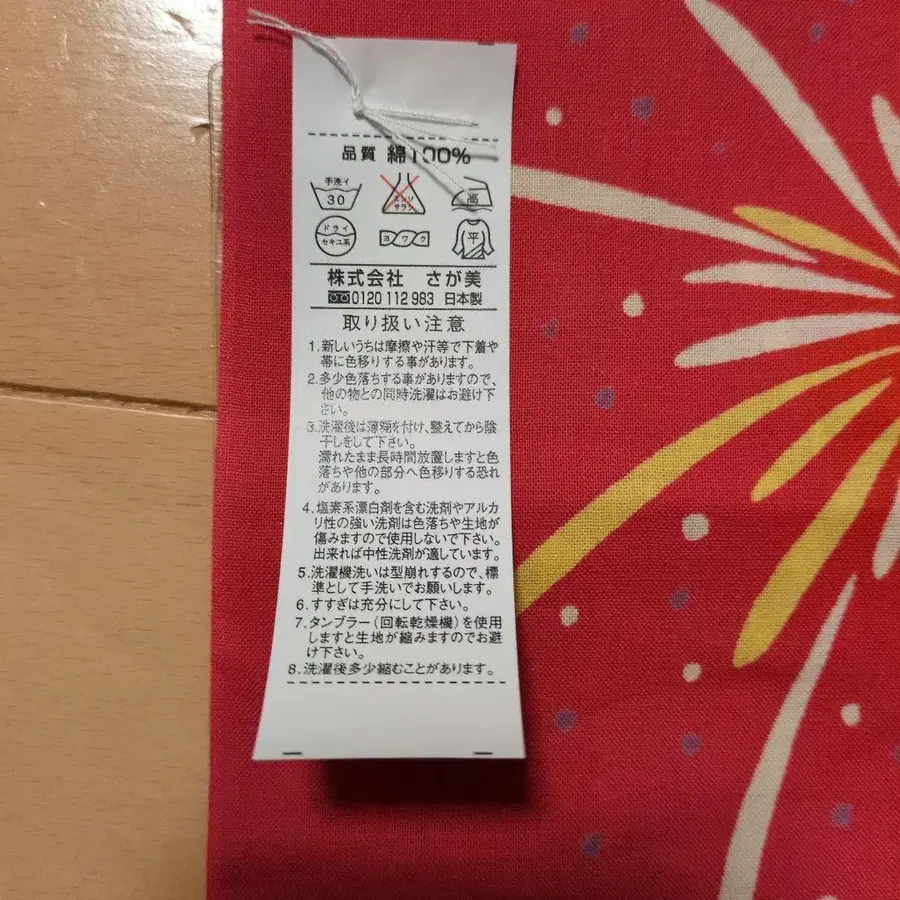 品質 綿100%
手洗イ
30
エンソ
サラシ
高
ドライ
セキユ系
ヨワク
平
株式会社 さが美
0120 112 983 日本製
取り扱い注意
1.新しいうちは摩擦や汗等で下着や
帯に色移りする事があります。
2.多少色落ちする事がありますので、
他の物との同時洗濯はお避け下
さい。
3.洗濯後は薄糊を付け、整えてから陰
干しをして下さい。
濡れたまま長時間放置しますと色
落ちや他の部分へ色移りする恐れ
があります。
4.塩素系漂白剤を含む洗剤やアルカ
リ性の強い洗剤は色落ちや生地が
傷みますので使用しないで下さい。
出来れば中性洗剤が適しています。
5.洗濯機洗いは型崩れするので、標
準として手洗いでお願いします。
6.すすぎは充分にして下さい。
7.タンブラー(回転乾燥機)を使用
しますと生地が縮みますのでお避
け下さい。
8.洗濯後多少縮むことがあります。